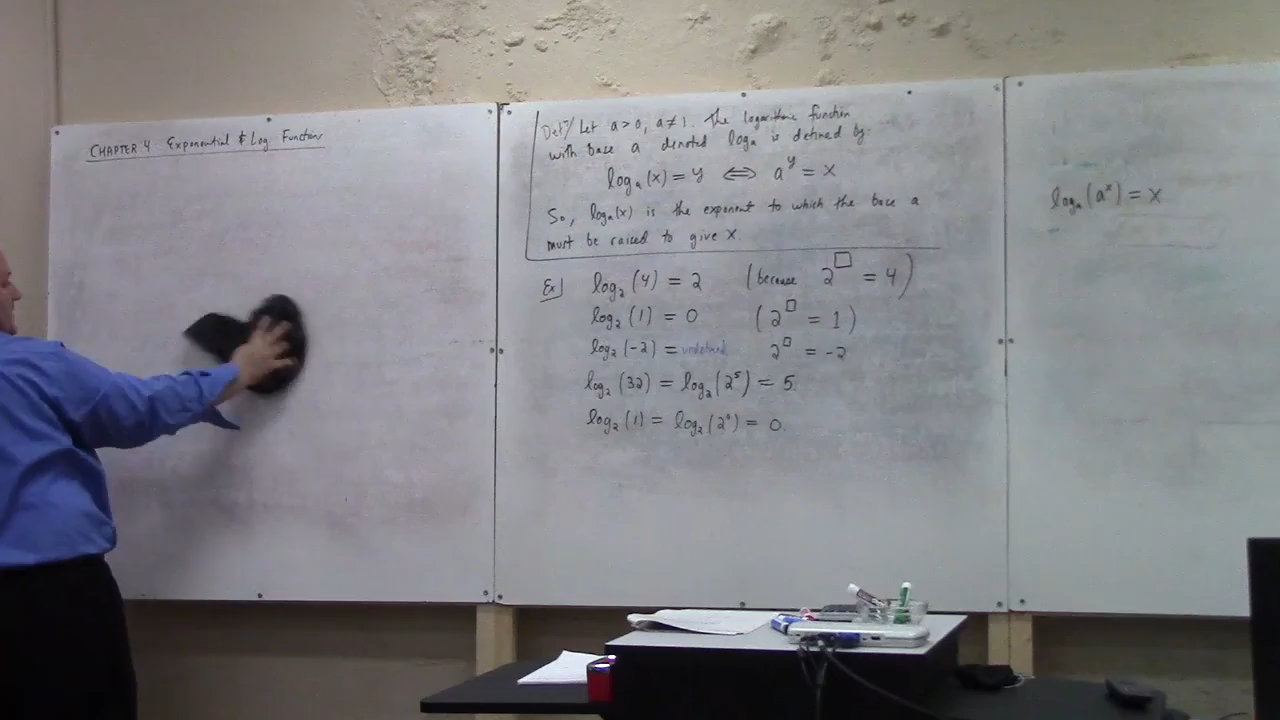 CHAPTER 4 Exponential & Log Function
Defⁿ/ Let a > 0, a ≠ 1. The logarithmic function
with base a denoted logₐ is defined by:
logₐ(x) = y ⟺ a^y = x
So, logₐ(x) is the exponent to which the base a
must be raised to give x.
Ex) log₂(4) = 2 (because 2^□ = 4)
log₂(1) = 0 (2^□ = 1)
log₂(-2) = undefined 2^□ = -2
log₂(32) = log₂(2⁵) = 5.
log₂(1) = log₂(2⁰) = 0.
logₐ(aˣ) = x